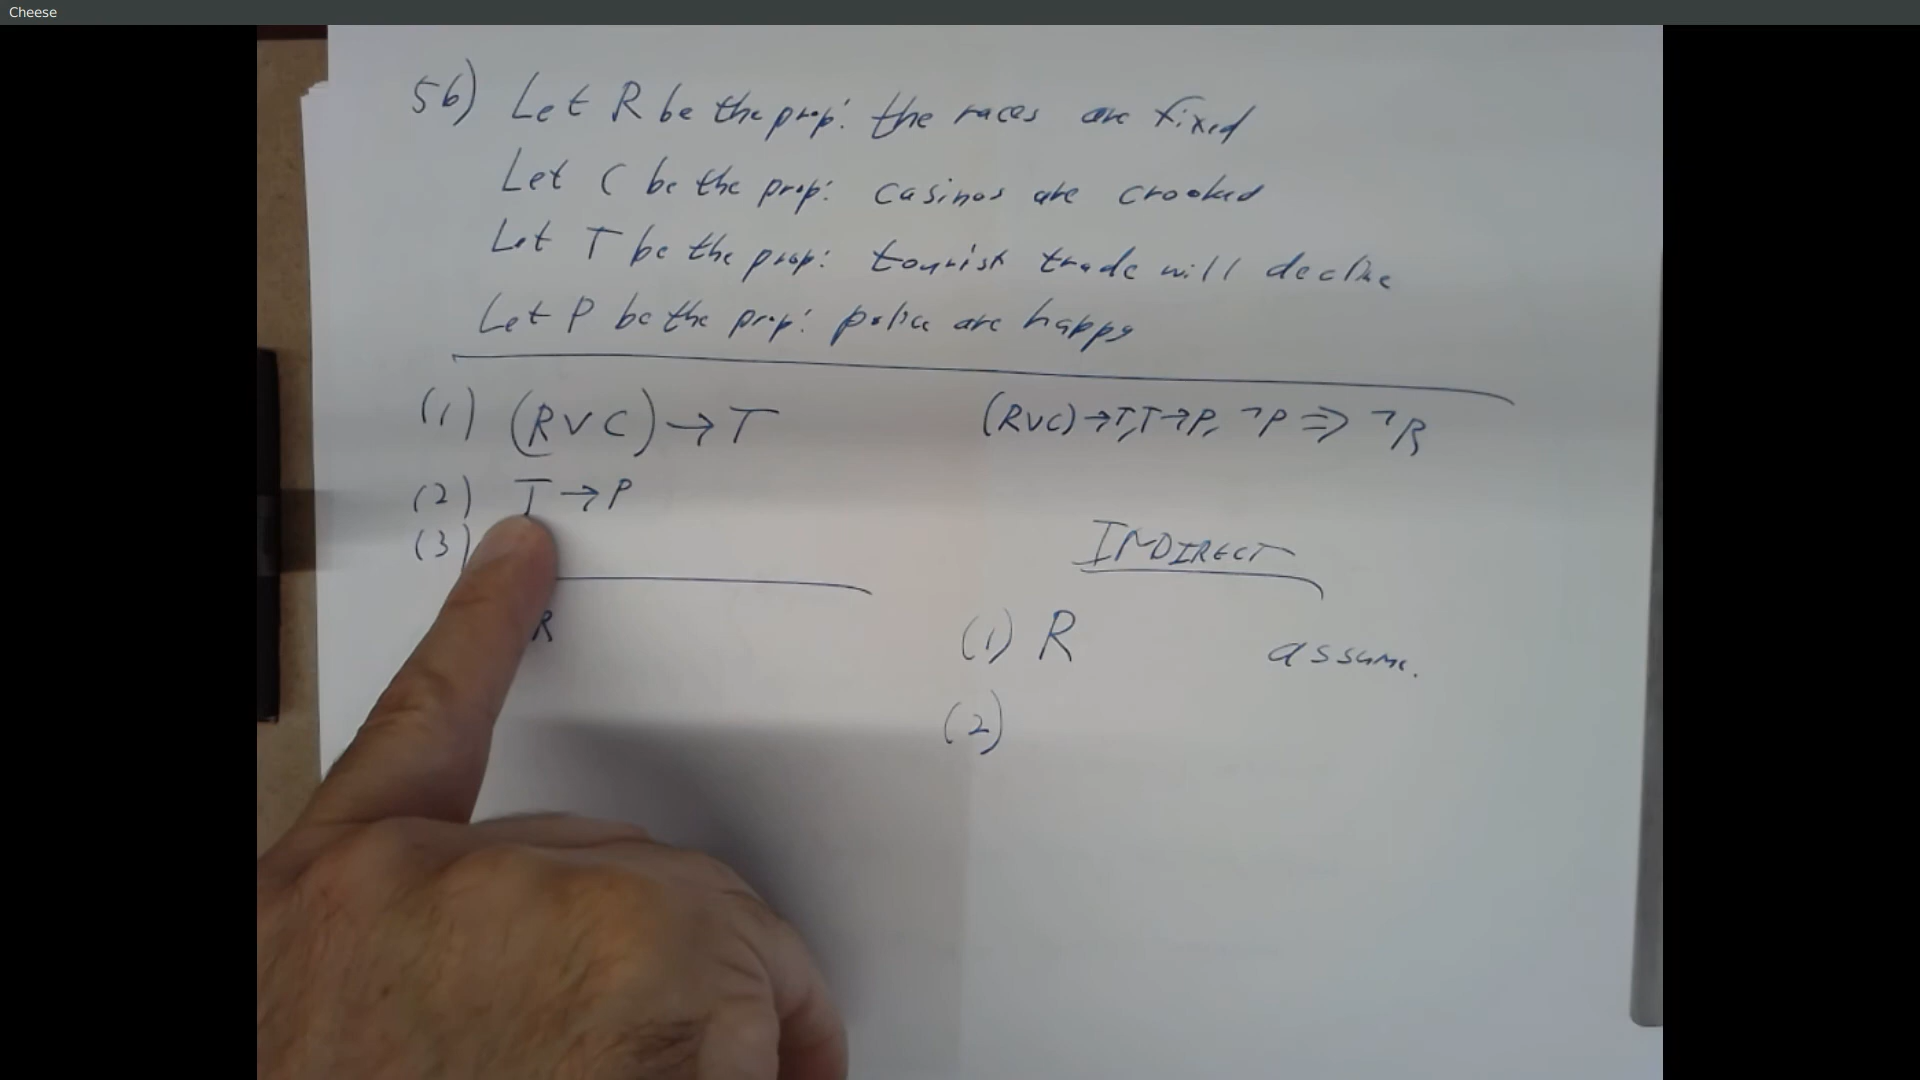 Cheese
56) Let R be the prop: the races are fixed
Let C be the prop: casinos are crooked
Let T be the prop: tourist trade will decline
Let P be the prop: police are happy
(1) (R∨C)→T
(R∨C)→T, T→P, ¬P ⇒ ¬R
(2) T→P
(3)
R
INDIRECT
(1) R assume.
(2)